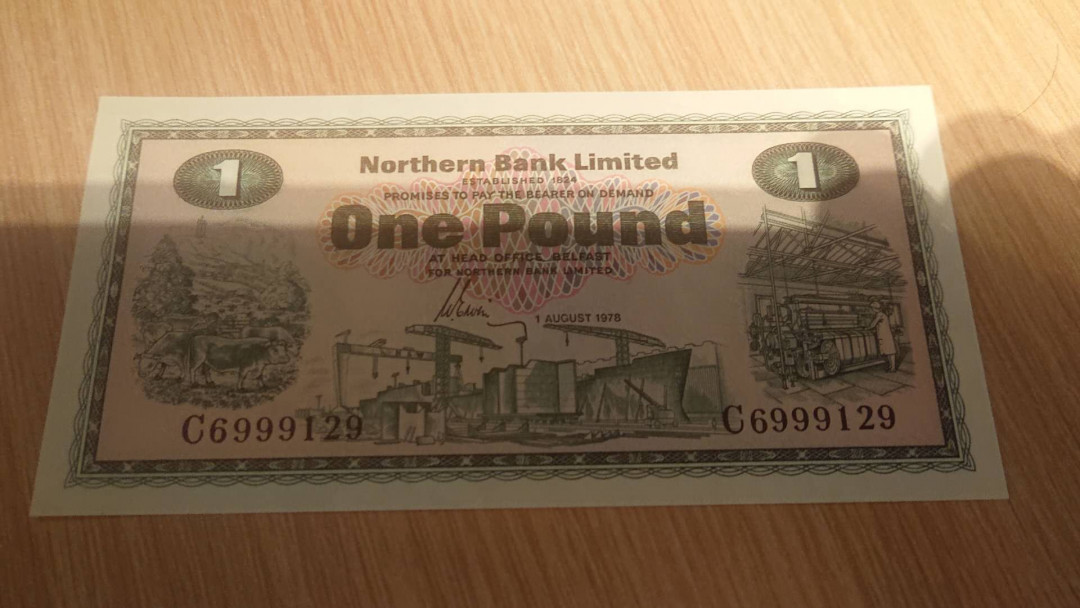 1
1
Northern Bank Limited
ESTABLISHED 1824
PROMISES TO PAY THE BEARER ON DEMAND
One Pound
AT HEAD OFFICE BELFAST
FOR NORTHERN BANK LIMITED
1 AUGUST 1978
C6999129
C6999129